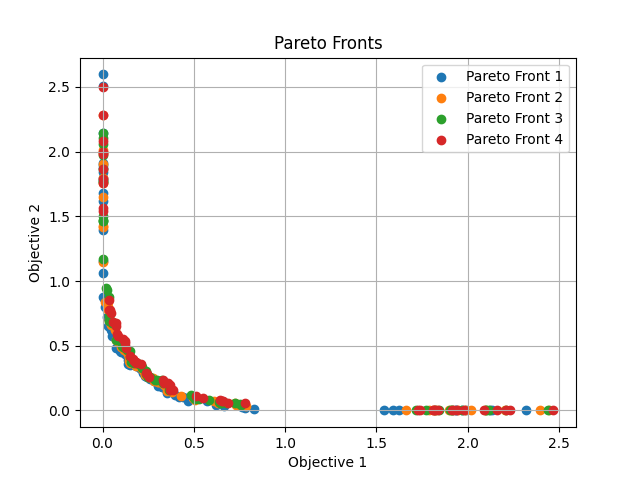 Pareto Fronts
Pareto Front 1
Pareto Front 2
Pareto Front 3
Pareto Front 4
Objective 2
2.5
2.0
1.5
1.0
0.5
0.0
0.0 0.5 1.0 1.5 2.0 2.5
Objective 1